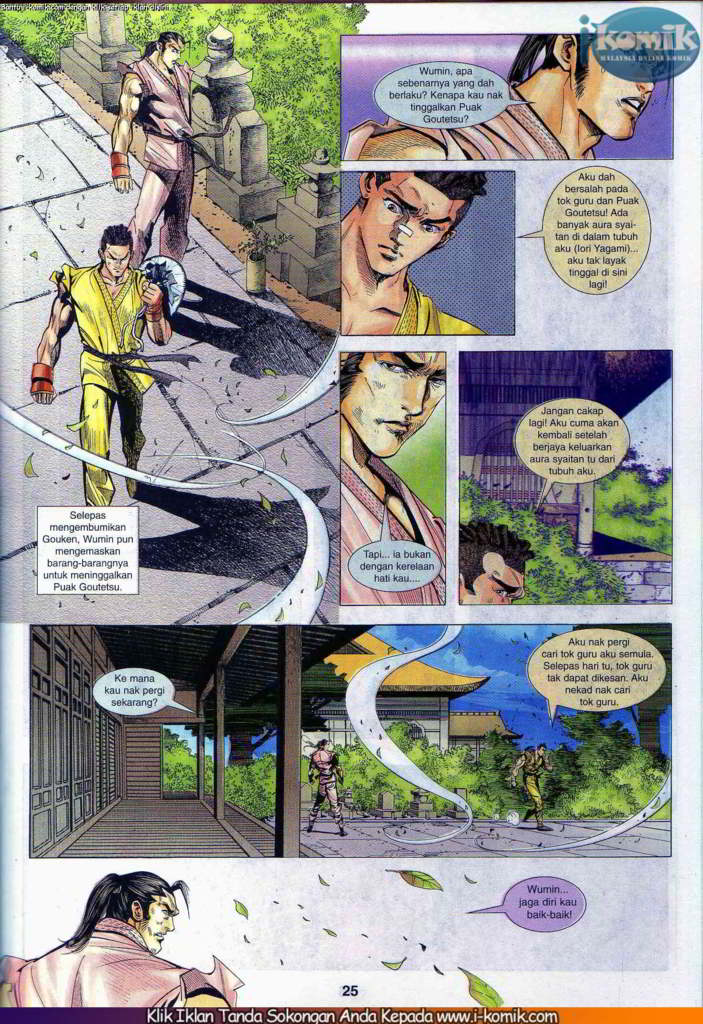 i komik
MALAYSIA ONLINE KOMIK
Wumin, apa
sebenarnya yang dah
berlaku? Kenapa kau nak
tinggalkan Puak
Goutetsu?
Aku dah
bersalah pada
tok guru dan Puak
Goutetsu! Ada
banyak aura syai-
tan di dalam tubuh
aku (Iori Yagami)...
aku tak layak
tinggal di sini
lagi!
Selepas
mengembumikan
Gouken, Wumin pun
mengemaskan
barang-barangnya
untuk meninggalkan
Puak Goutetsu.
Tapi... ia bukan
dengan kerelaan
hati kau....
Jangan cakap
lagi! Aku cuma akan
kembali setelah
berjaya keluarkan
aura syaitan tu dari
tubuh aku.
Ke mana
kau nak pergi
sekarang?
Aku nak pergi
cari tok guru aku semula.
Selepas hari tu, tok guru
tak dapat dikesan. Aku
nekad nak cari
tok guru.
Wumin...
jaga diri kau
baik-baik!
25
Klik Iklan Tanda Sokongan Anda Kepada www.i-komik.com